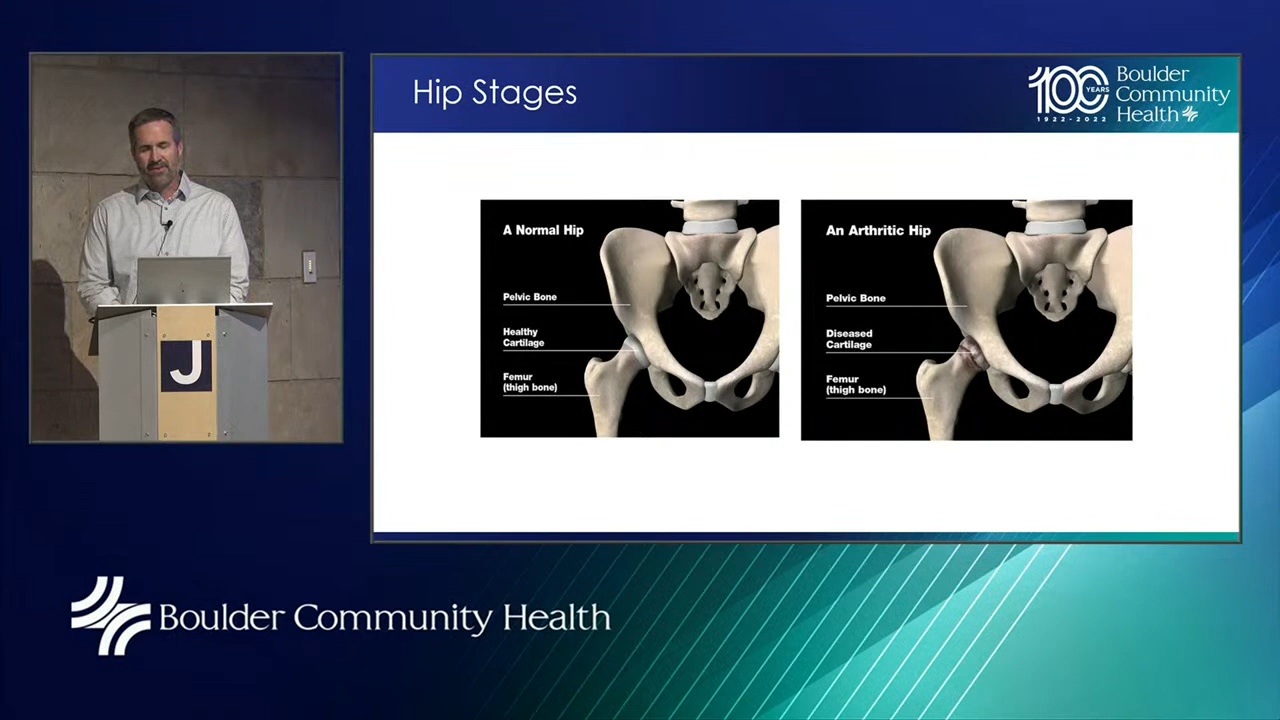 Hip Stages
100
YEARS
1922-2022
Boulder
Community
Health
A Normal Hip
Pelvic Bone
Healthy
Cartilage
Femur
(thigh bone)
An Arthritic Hip
Pelvic Bone
Diseased
Cartilage
Femur
(thigh bone)
J
Boulder Community Health